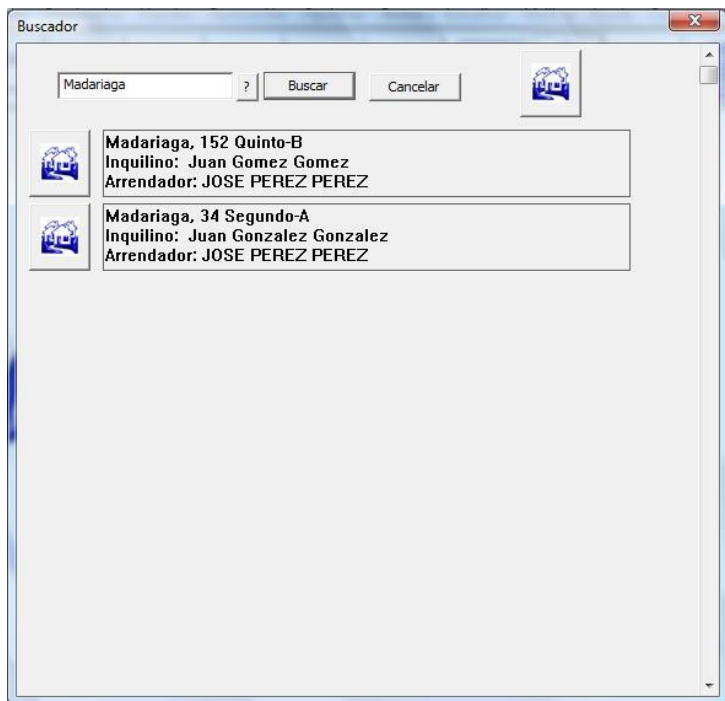 Buscador
Madariaga ? Buscar Cancelar
Madariaga, 152 Quinto-B
Inquilino: Juan Gomez Gomez
Arrendador: JOSE PEREZ PEREZ
Madariaga, 34 Segundo-A
Inquilino: Juan Gonzalez Gonzalez
Arrendador: JOSE PEREZ PEREZ